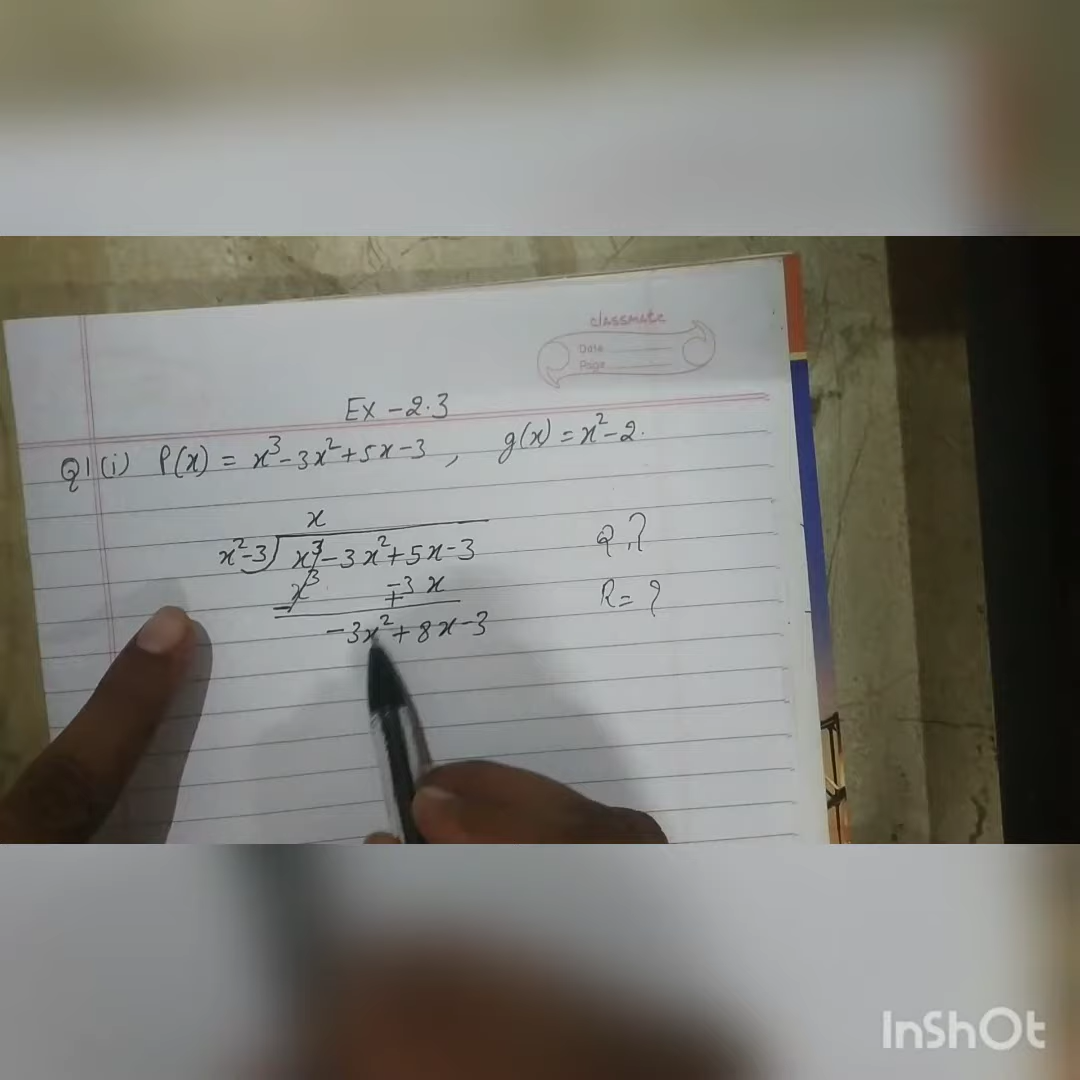 classmate
Date
Page
Ex - 2.3
Q1 (i) P(x) = x³ - 3x² + 5x - 3 , g(x) = x² - 2.
x
x² - 3) x³ - 3x² + 5x - 3 Q, ?
x³ - 3x R = ?
- +
- 3x² + 8x - 3
InShOt